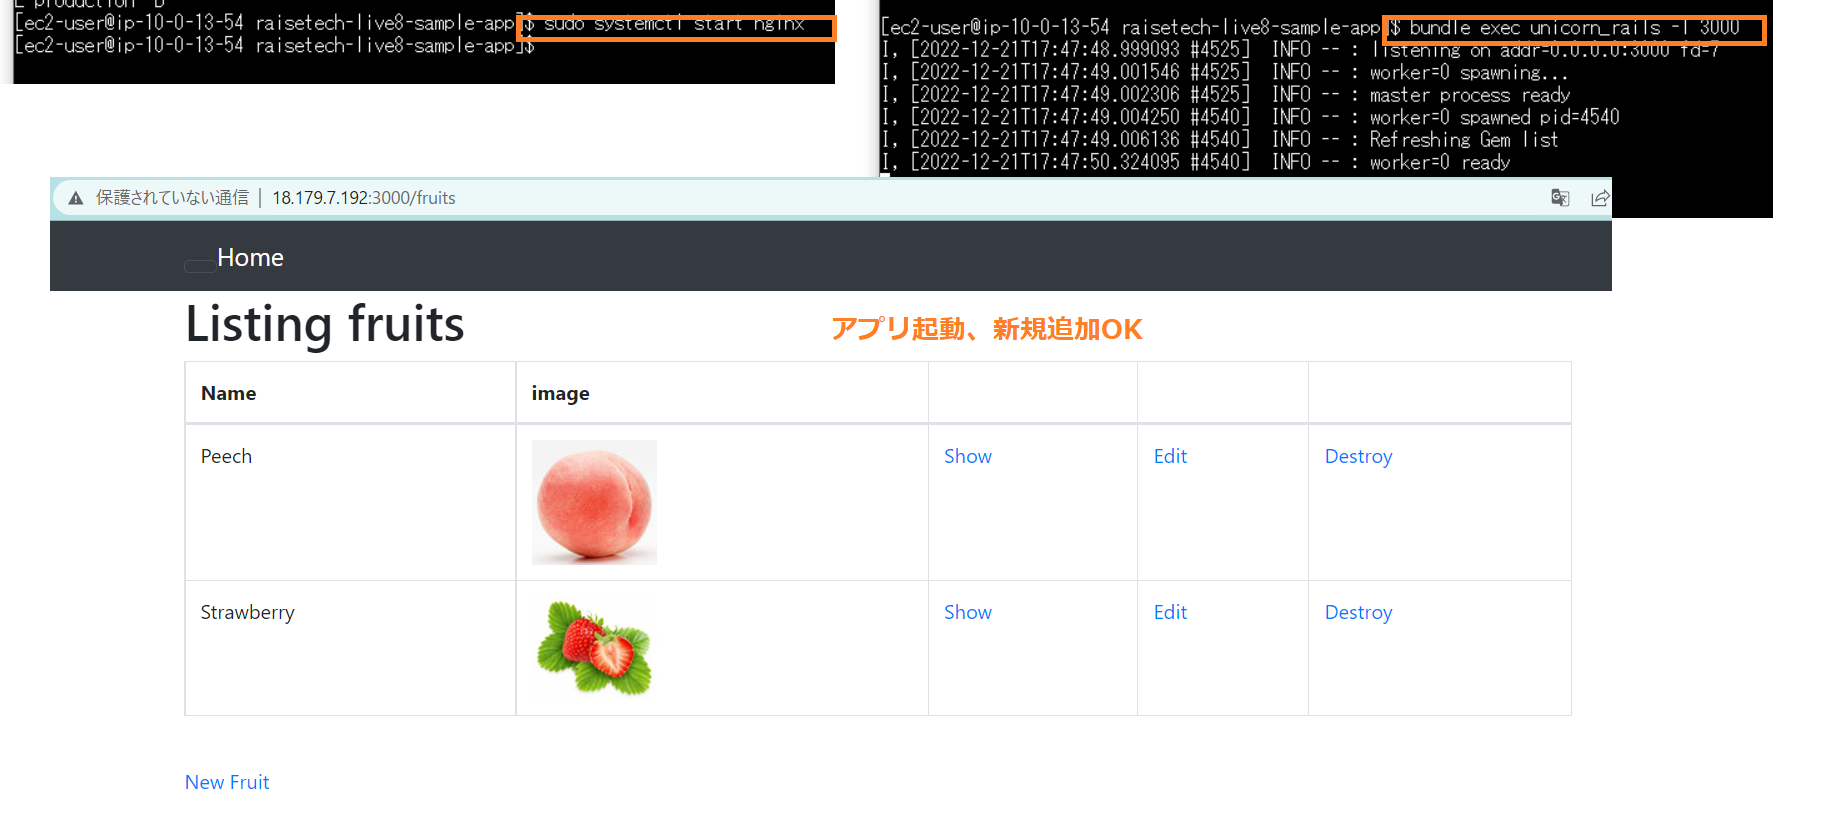 E production -D
[ec2-user@ip-10-0-13-54 raisetech-live8-sample-app]$ sudo systemctl start nginx
[ec2-user@ip-10-0-13-54 raisetech-live8-sample-app]$
[ec2-user@ip-10-0-13-54 raisetech-live8-sample-app]$ bundle exec unicorn_rails -l 3000
I, [2022-12-21T17:47:48.999093 #4525]  INFO -- : listening on addr=0.0.0.0:3000 fd=7
I, [2022-12-21T17:47:49.001546 #4525]  INFO -- : worker=0 spawning...
I, [2022-12-21T17:47:49.002306 #4525]  INFO -- : master process ready
I, [2022-12-21T17:47:49.004250 #4540]  INFO -- : worker=0 spawned pid=4540
I, [2022-12-21T17:47:49.006136 #4540]  INFO -- : Refreshing Gem list
I, [2022-12-21T17:47:50.324095 #4540]  INFO -- : worker=0 ready
保護されていない通信 | 18.179.7.192:3000/fruits
Home
Listing fruits
アプリ起動、新規追加OK
Name image
Peech Show Edit Destroy
Strawberry Show Edit Destroy
New Fruit